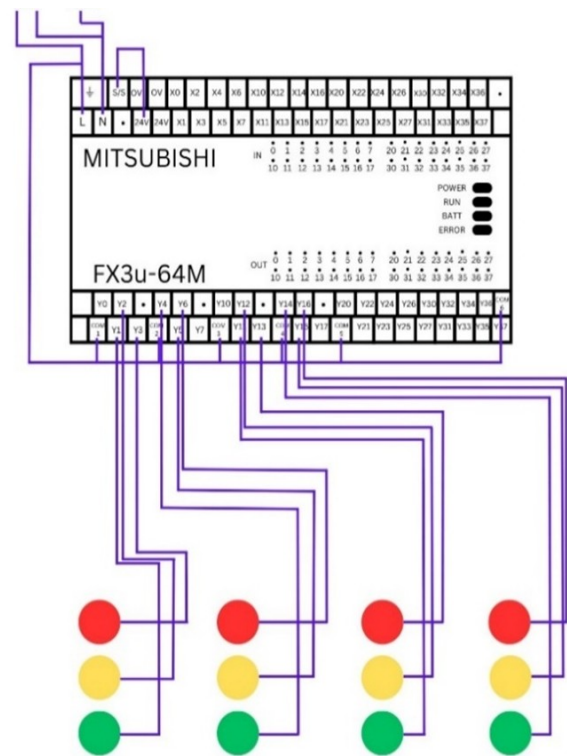 S/S 0V 0V X0 X2 X4 X6 X10 X12 X14 X16 X20 X22 X24 X26 X30 X32 X34 X36
L N • 24V 24V X1 X3 X5 X7 X11 X13 X15 X17 X21 X23 X25 X27 X31 X33 X35 X37
MITSUBISHI
IN 0 1 2 3 4 5 6 7 20 21 22 23 24 25 26 27
10 11 12 13 14 15 16 17 30 31 32 33 34 35 36 37
POWER
RUN
BATT
ERROR
OUT 0 1 2 3 4 5 6 7 20 21 22 23 24 25 26 27
10 11 12 13 14 15 16 17 30 31 32 33 34 35 36 37
FX3u-64M
Y0 Y2 • Y4 Y6 • Y10 Y12 • Y14 Y16 • Y20 Y22 Y24 Y26 Y30 Y32 Y34 Y36
COM 1 Y1 Y3 Y5 Y7 Y13 Y17 COM 5 Y21 Y23 Y25 Y27 Y31 Y33 Y35